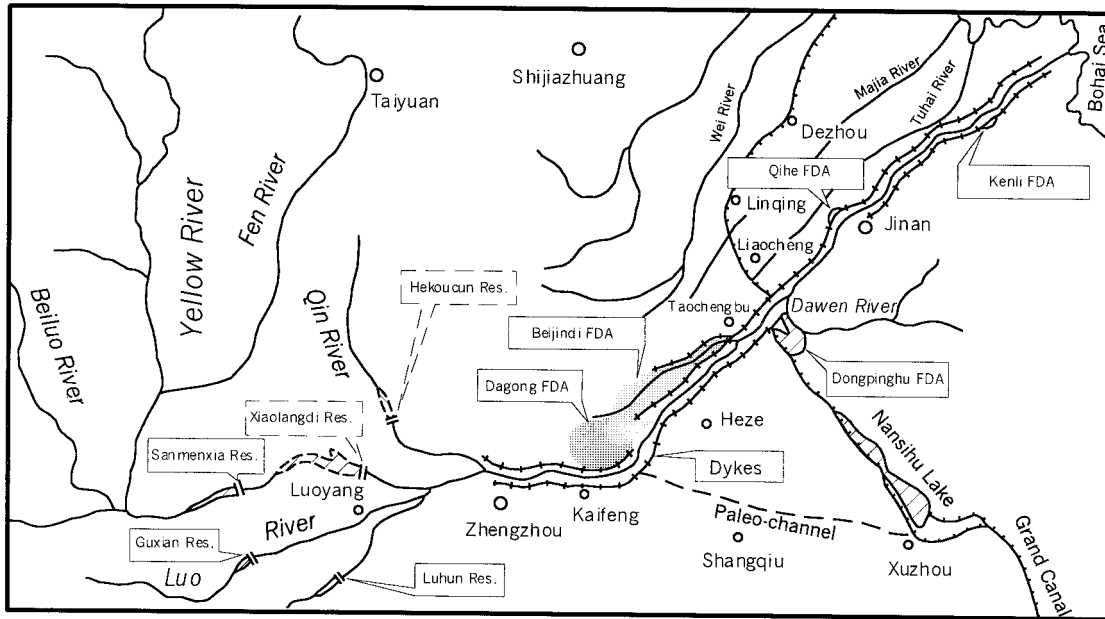 Bohai Sea
Shijiazhuang
Taiyuan
Wei River
Majia River
Tuhai River
Dezhou
Qihe FDA
Kenli FDA
Yellow River
Fen River
Linqing
Jinan
Liaocheng
Beiluo River
Qin River
Hekoucun Res.
Taochengbu
Dawen River
Beijindi FDA
Dongpinghu FDA
Dagong FDA
Xiaolangdi Res.
Heze
Nansihu Lake
Sanmenxia Res.
Dykes
Luoyang
River
Zhengzhou
Kaifeng
Paleo-channel
Guxian Res.
Shangqiu
Xuzhou
Grand Canal
Luo
Luhun Res.